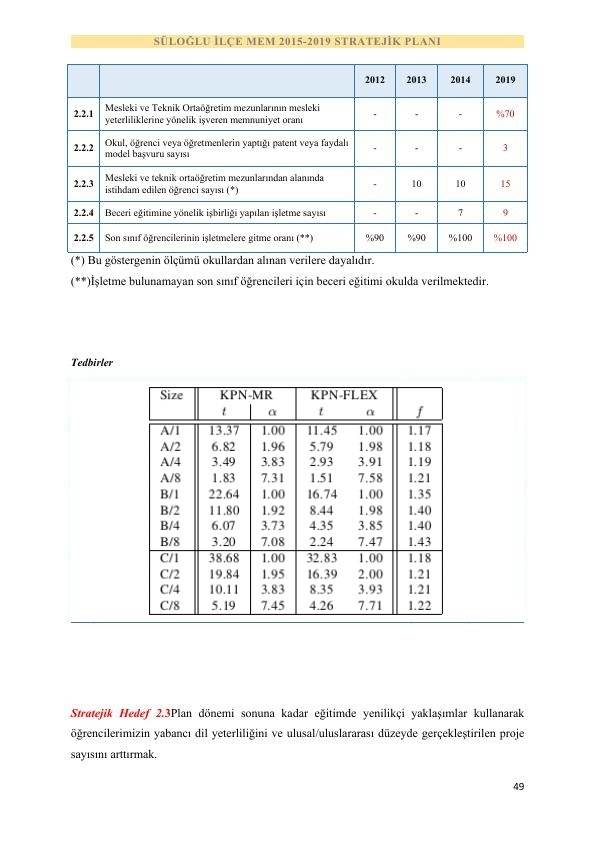 SÜLOĞLU İLÇE MEM 2015-2019 STRATEJİK PLANI
2012 2013 2014 2019
2.2.1 Mesleki ve Teknik Ortaöğretim mezunlarının mesleki
yeterliliklerine yönelik işveren memnuniyet oranı - - - %70
2.2.2 Okul, öğrenci veya öğretmenlerin yaptığı patent veya faydalı
model başvuru sayısı - - - 3
2.2.3 Mesleki ve teknik ortaöğretim mezunlarından alanında
istihdam edilen öğrenci sayısı (*) - 10 10 15
2.2.4 Beceri eğitimine yönelik işbirliği yapılan işletme sayısı - - 7 9
2.2.5 Son sınıf öğrencilerinin işletmelere gitme oranı (**) %90 %90 %100 %100
(*) Bu göstergenin ölçümü okullardan alınan verilere dayalıdır.
(**)İşletme bulunamayan son sınıf öğrencileri için beceri eğitimi okulda verilmektedir.
Tedbirler
Size KPN-MR KPN-FLEX
t α t α f
A/1 13.37 1.00 11.45 1.00 1.17
A/2 6.82 1.96 5.79 1.98 1.18
A/4 3.49 3.83 2.93 3.91 1.19
A/8 1.83 7.31 1.51 7.58 1.21
B/1 22.64 1.00 16.74 1.00 1.35
B/2 11.80 1.92 8.44 1.98 1.40
B/4 6.07 3.73 4.35 3.85 1.40
B/8 3.20 7.08 2.24 7.47 1.43
C/1 38.68 1.00 32.83 1.00 1.18
C/2 19.84 1.95 16.39 2.00 1.21
C/4 10.11 3.83 8.35 3.93 1.21
C/8 5.19 7.45 4.26 7.71 1.22
Stratejik Hedef 2.3Plan dönemi sonuna kadar eğitimde yenilikçi yaklaşımlar kullanarak
öğrencilerimizin yabancı dil yeterliliğini ve ulusal/uluslararası düzeyde gerçekleştirilen proje
sayısını arttırmak.
49